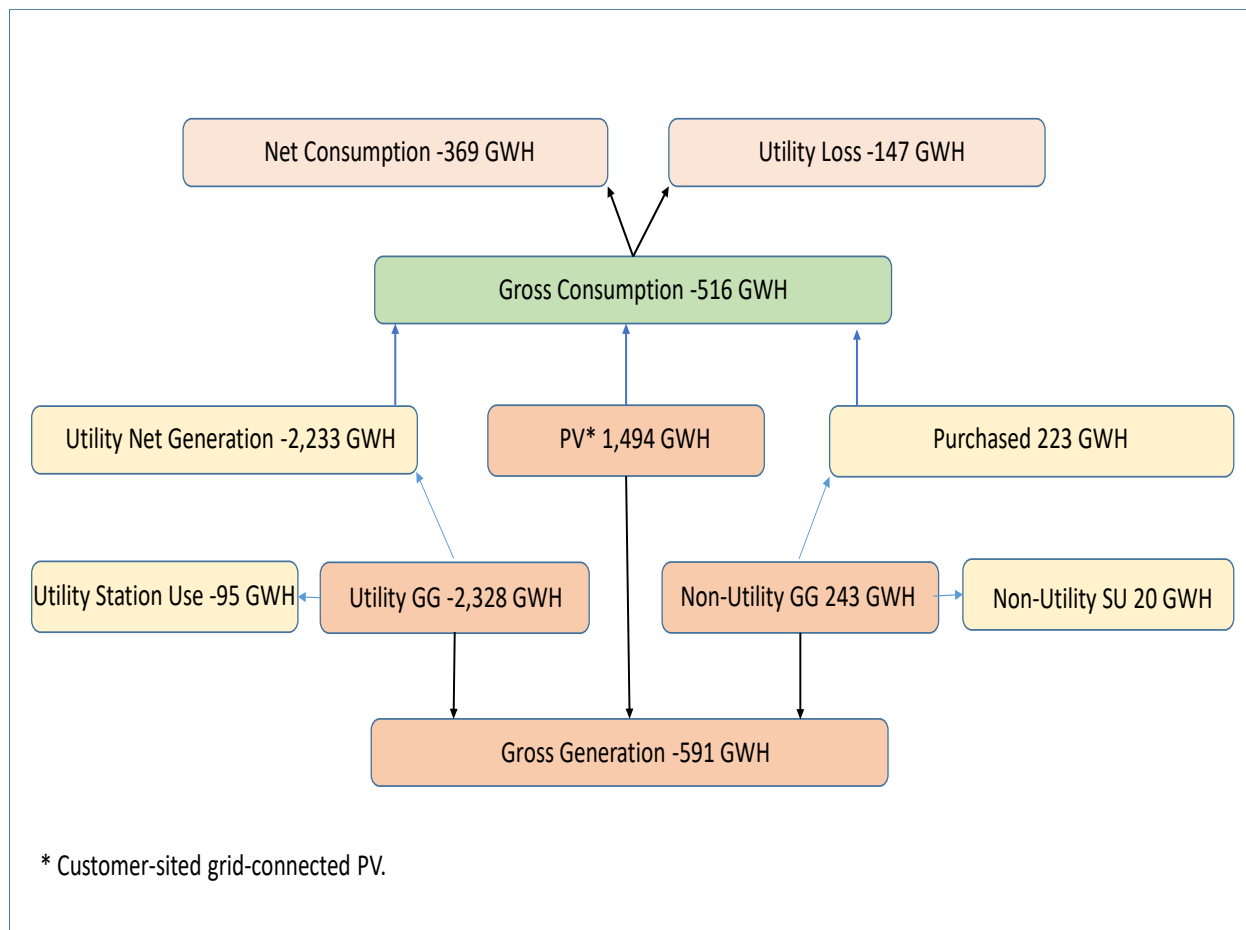 Net Consumption -369 GWH
Utility Loss -147 GWH
Gross Consumption -516 GWH
Utility Net Generation -2,233 GWH
PV* 1,494 GWH
Purchased 223 GWH
Utility Station Use -95 GWH
Utility GG -2,328 GWH
Non-Utility GG 243 GWH
Non-Utility SU 20 GWH
Gross Generation -591 GWH
* Customer-sited grid-connected PV.